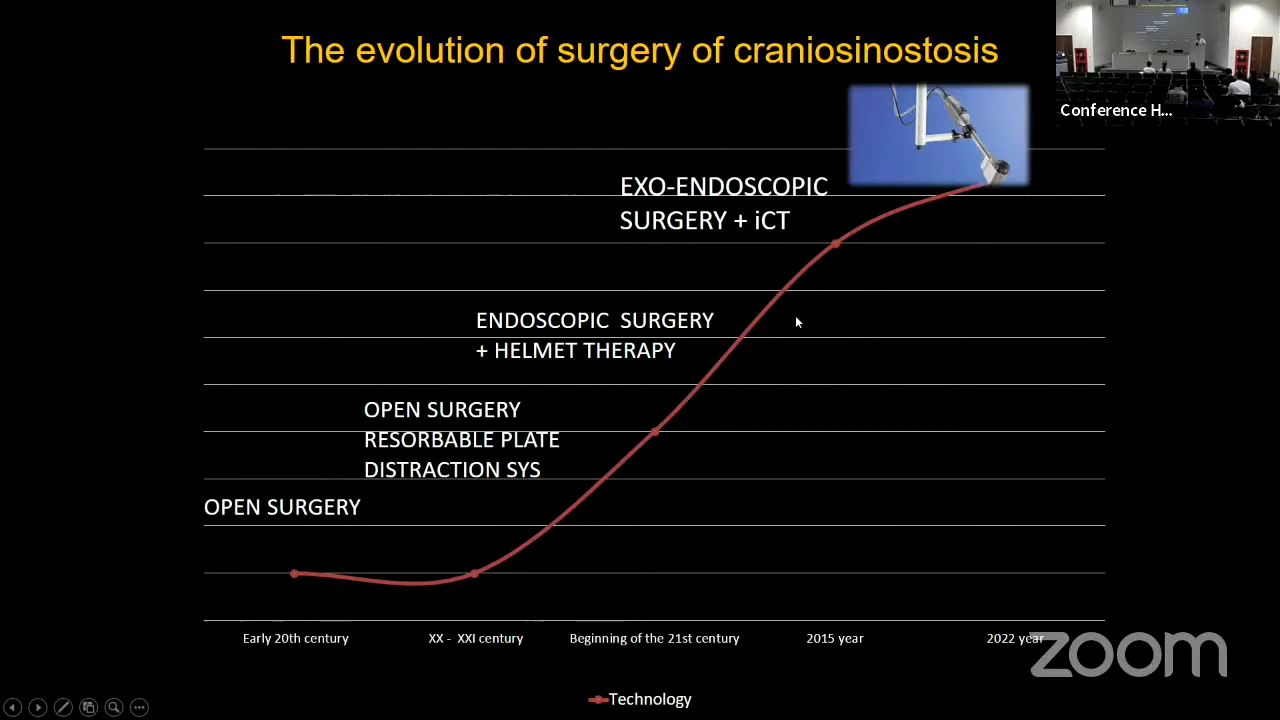 The evolution of surgery of craniosinostosis
Conference H...
EXO-ENDOSCOPIC
SURGERY + iCT
ENDOSCOPIC SURGERY
+ HELMET THERAPY
OPEN SURGERY
RESORBABLE PLATE
DISTRACTION SYS
OPEN SURGERY
Early 20th century
XX - XXI century
Beginning of the 21st century
2015 year
2022 year
zoom
Technology